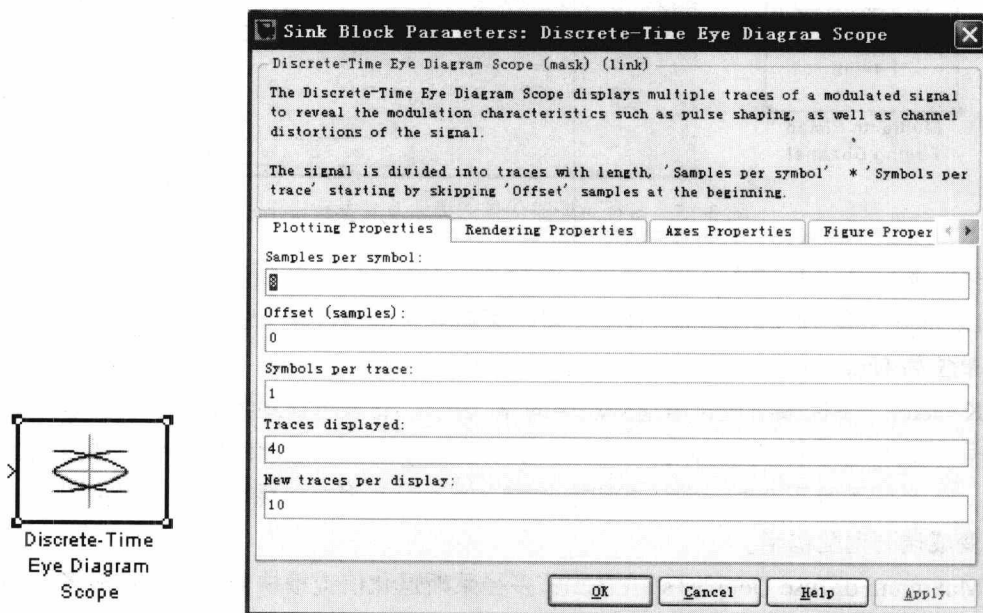 Sink Block Parameters: Discrete-Time Eye Diagram Scope
Discrete-Time Eye Diagram Scope (mask) (link)
The Discrete-Time Eye Diagram Scope displays multiple traces of a modulated signal
to reveal the modulation characteristics such as pulse shaping, as well as channel
distortions of the signal.
The signal is divided into traces with length, 'Samples per symbol' * 'Symbols per
trace' starting by skipping 'Offset' samples at the beginning.
Plotting Properties
Rendering Properties
Axes Properties
Figure Proper
Samples per symbol:
8
Offset (samples):
0
Symbols per trace:
1
Traces displayed:
40
New traces per display:
10
OK
Cancel
Help
Apply
Discrete-Time
Eye Diagram
Scope